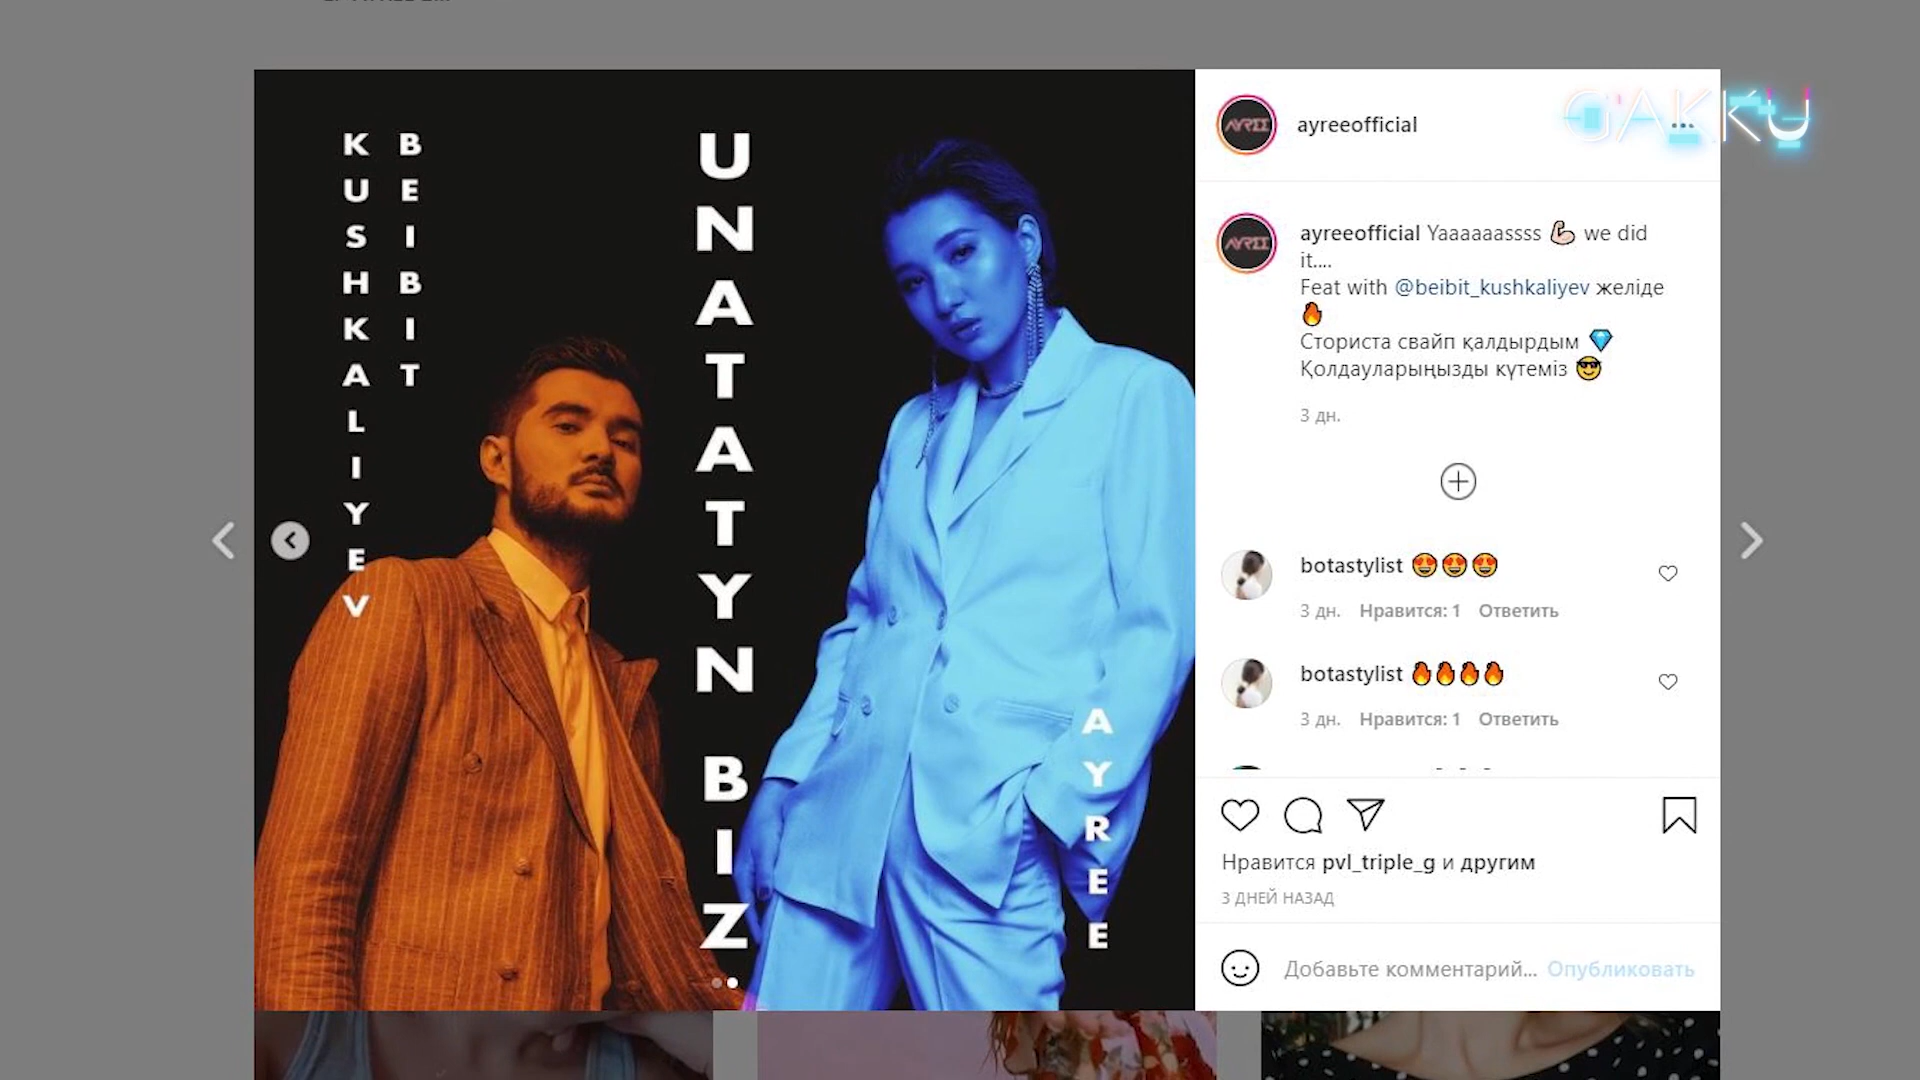 KUSHKALIYEV
BEIBIT
UNATATYN BIZ
AYREE
GAKKU
AYREE
ayreeofficial
AYREE
ayreeofficial Yaaaaaassss 💪🏻 we did
it....
Feat with @beibit_kushkaliyev желіде
🔥
Сториста свайп қалдырдым 💎
Қолдауларыңызды күтеміз 😎
3 дн.
botastylist 😍😍😍
3 дн. Нравится: 1 Ответить
botastylist 🔥🔥🔥🔥
3 дн. Нравится: 1 Ответить
Нравится pvl_triple_g и другим
3 ДНЕЙ НАЗАД
Добавьте комментарий... Опубликовать